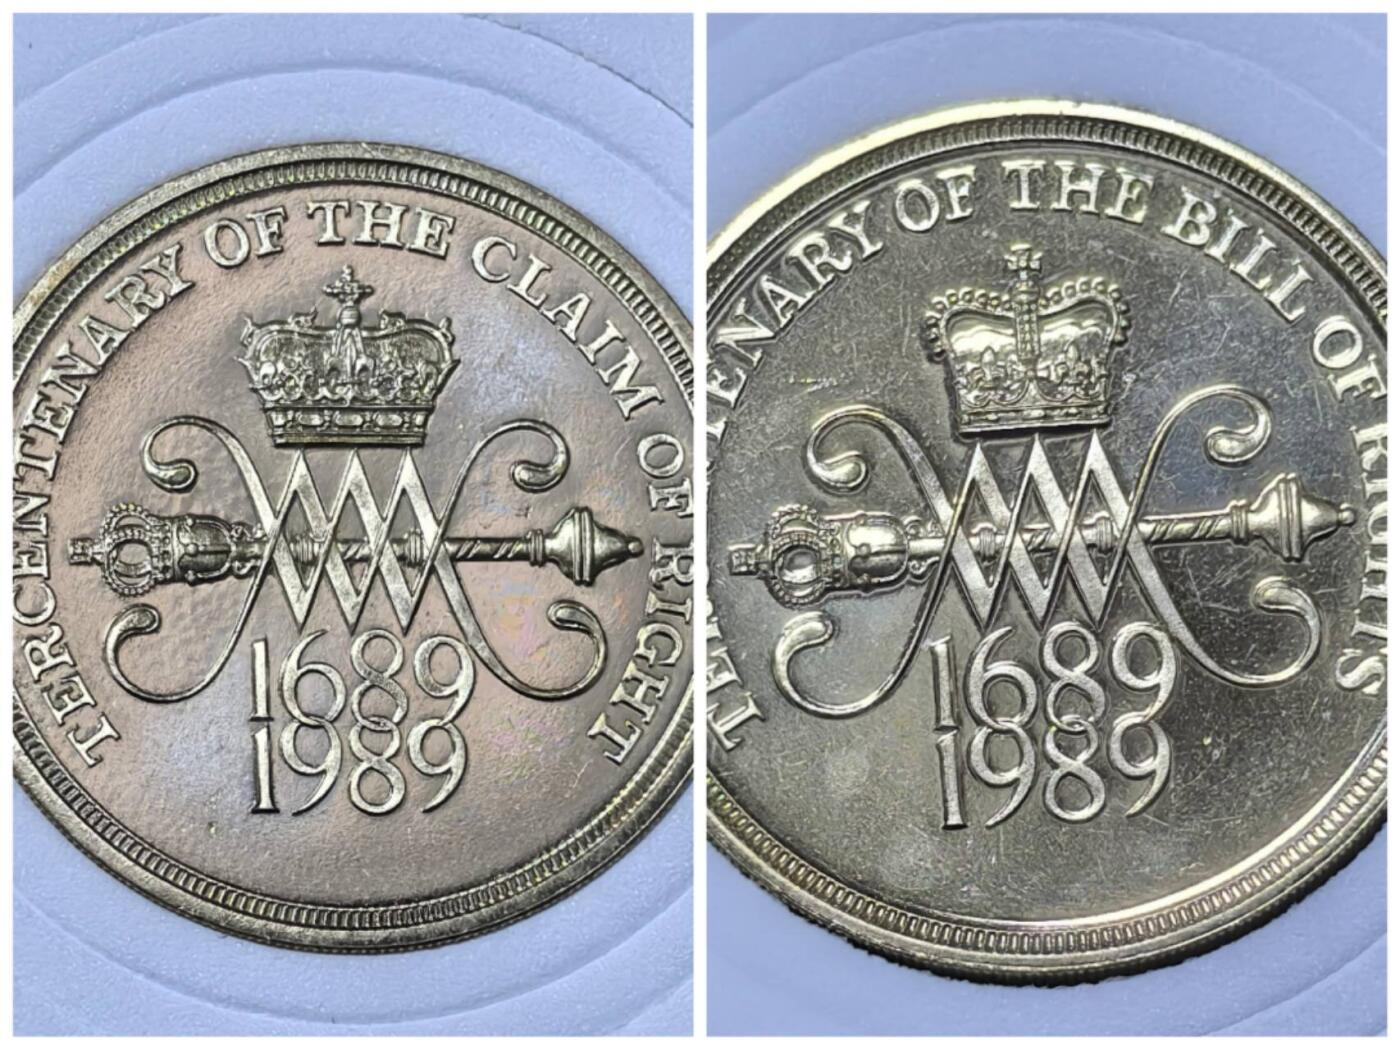 TERCENTENARY OF THE CLAIM OF RIGHT
1689
1989
TERCENTENARY OF THE BILL OF RIGHTS
1689
1989